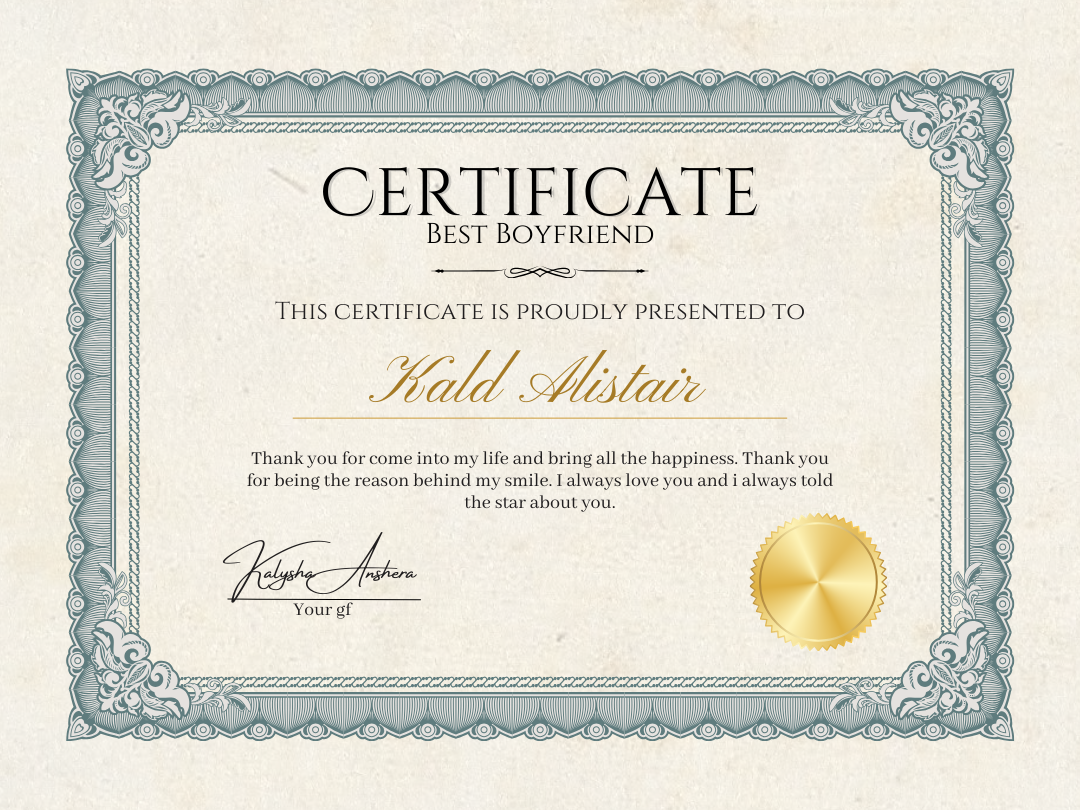 Certificate
Best Boyfriend
This certificate is proudly presented to
Kald Alistair
Thank you for come into my life and bring all the happiness. Thank you
for being the reason behind my smile. I always love you and i always told
the star about you.
Kalysha Anshera
Your gf